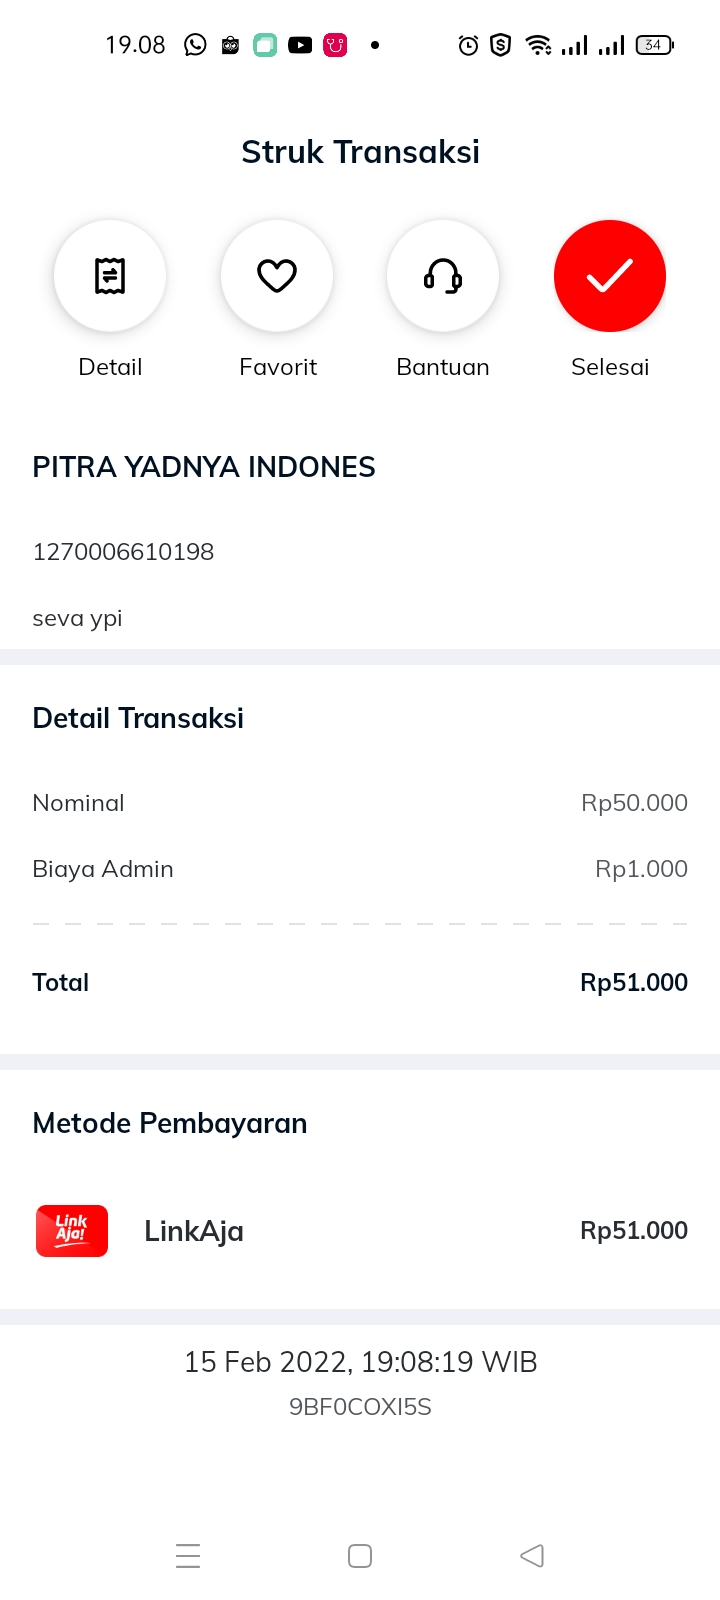 19.08
34
Struk Transaksi
Detail Favorit Bantuan Selesai
PITRA YADNYA INDONES
1270006610198
seva ypi
Detail Transaksi
Nominal Rp50.000
Biaya Admin Rp1.000
Total Rp51.000
Metode Pembayaran
Link
Aja!
LinkAja Rp51.000
15 Feb 2022, 19:08:19 WIB
9BF0COXI5S